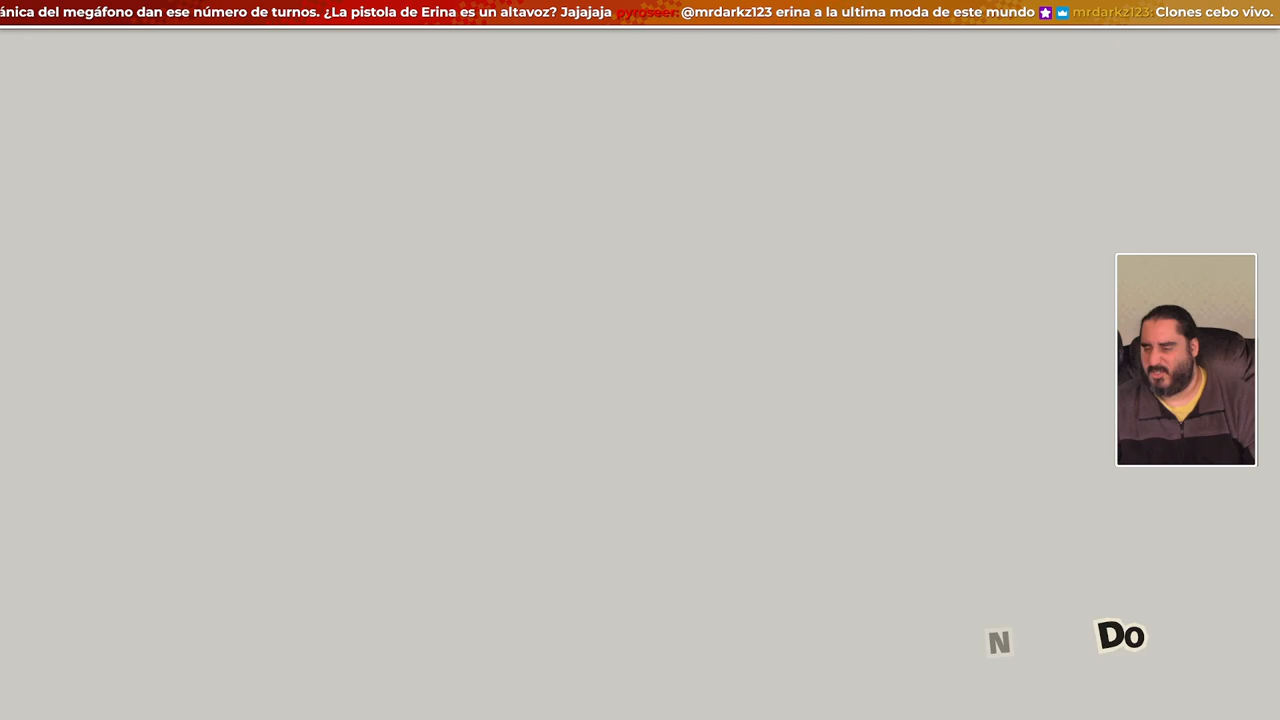 ánica del megáfono dan ese número de turnos. ¿La pistola de Erina es un altavoz? Jajajaja pyroseer: @mrdarkz123 erina a la ultima moda de este mundo mrdarkz123: Clones cebo vivo.
N Do